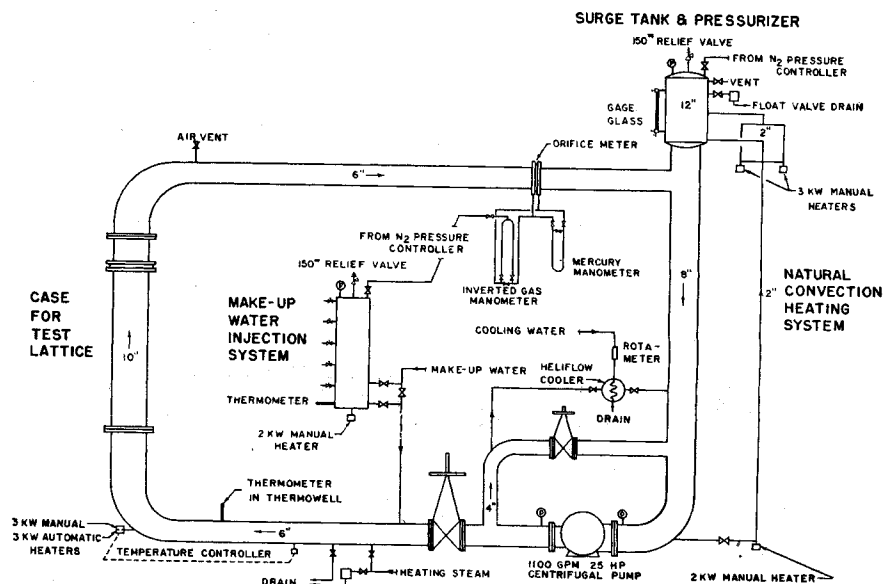 SURGE TANK & PRESSURIZER
150# RELIEF VALVE
FROM N2 PRESSURE
CONTROLLER
P
VENT
FLOAT VALVE DRAIN
GAGE
GLASS
12"
2"
3 KW MANUAL
HEATERS
AIR VENT
ORIFICE METER
6"
FROM N2 PRESSURE
CONTROLLER
150# RELIEF VALVE
P
INVERTED GAS
MANOMETER
MERCURY
MANOMETER
8"
2"
NATURAL
CONVECTION
HEATING
SYSTEM
CASE
FOR
TEST
LATTICE
10"
MAKE-UP
WATER
INJECTION
SYSTEM
COOLING WATER
ROTA-
METER
HELIFLOW
COOLER
DRAIN
MAKE-UP WATER
THERMOMETER
2 KW MANUAL
HEATER
THERMOMETER
IN THERMOWELL
4"
P
P
3 KW MANUAL
3 KW AUTOMATIC
HEATERS
6"
TEMPERATURE CONTROLLER
DRAIN
HEATING STEAM
1100 GPM 25 HP
CENTRIFUGAL PUMP
2 KW MANUAL HEATER